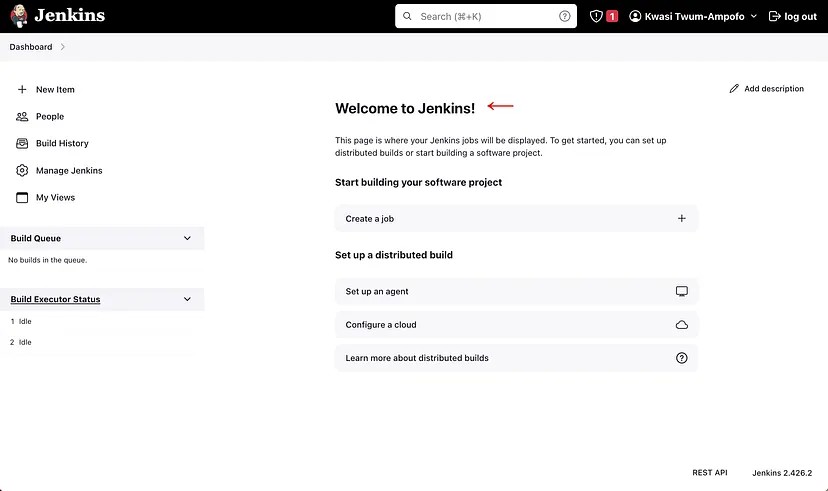 Jenkins
Search (⌘+K)
1
Kwasi Twum-Ampofo
log out
Dashboard
New Item
People
Build History
Manage Jenkins
My Views
Build Queue
No builds in the queue.
Build Executor Status
1 Idle
2 Idle
Add description
Welcome to Jenkins!
This page is where your Jenkins jobs will be displayed. To get started, you can set up
distributed builds or start building a software project.
Start building your software project
Create a job
Set up a distributed build
Set up an agent
Configure a cloud
Learn more about distributed builds
REST API
Jenkins 2.426.2